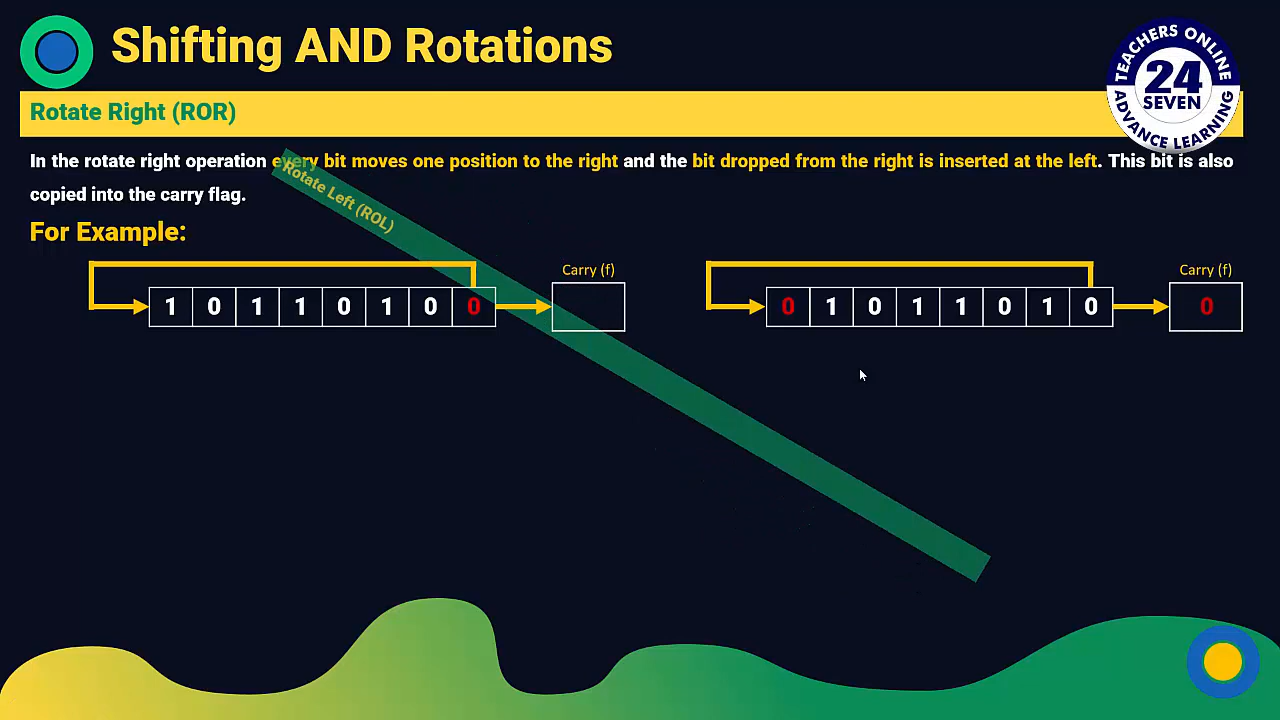 Shifting AND Rotations
TEACHERS ONLINE
24
SEVEN
ADVANCE LEARNING
Rotate Right (ROR)
In the rotate right operation every bit moves one position to the right and the bit dropped from the right is inserted at the left. This bit is also
copied into the carry flag.
Rotate Left (ROL)
For Example:
Carry (f)
1 0 1 1 0 1 0 0
Carry (f)
0 1 0 1 1 0 1 0 0